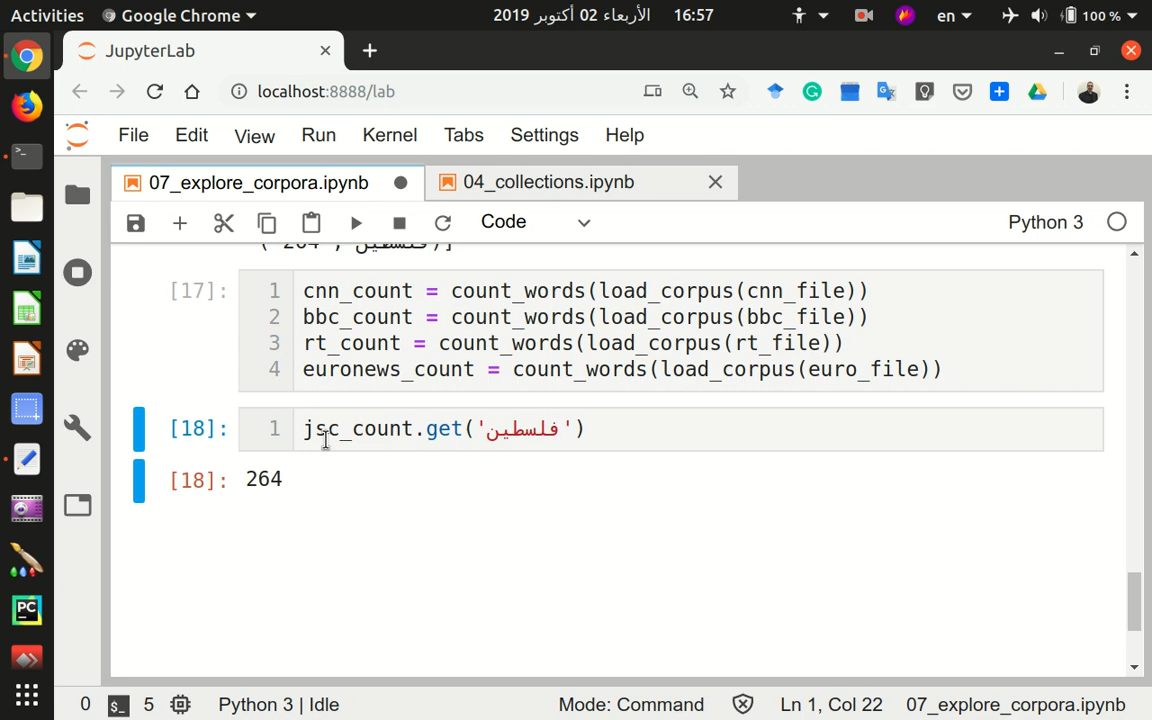 Activities Google Chrome الأربعاء 02 أكتوبر 2019 16:57 en 100 %
JupyterLab
localhost:8888/lab
File Edit View Run Kernel Tabs Settings Help
07_explore_corpora.ipynb 04_collections.ipynb
Code Python 3
('فلسطين', 264)]
[17]:
1 cnn_count = count_words(load_corpus(cnn_file))
2 bbc_count = count_words(load_corpus(bbc_file))
3 rt_count = count_words(load_corpus(rt_file))
4 euronews_count = count_words(load_corpus(euro_file))
[18]: 1 jsc_count.get('فلسطين')
[18]: 264
PC
0 $_ 5 Python 3 | Idle Mode: Command Ln 1, Col 22 07_explore_corpora.ipynb